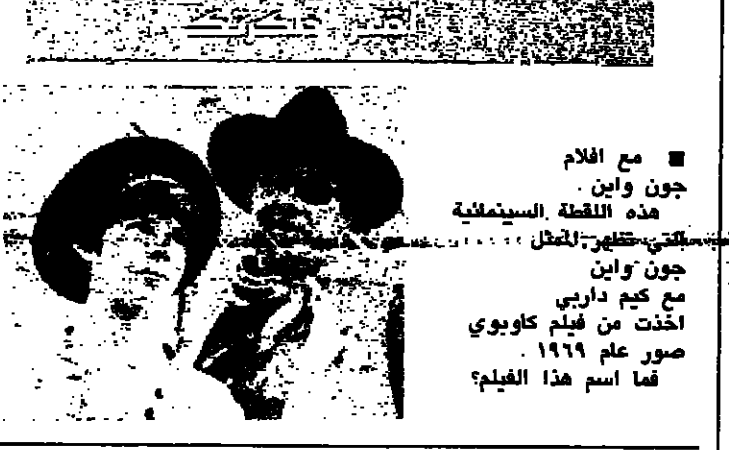 ■ مع افلام
جون واين .
هذه اللقطة السينمائية
التي تظهر الممثل
جون واين
مع كيم داربي
اخذت من فيلم كاوبوي
صور عام ١٩٦٩ .
فما اسم هذا الفيلم؟